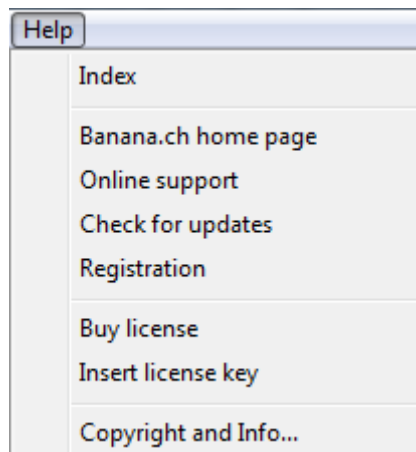 Help
Index
Banana.ch home page
Online support
Check for updates
Registration
Buy license
Insert license key
Copyright and Info...